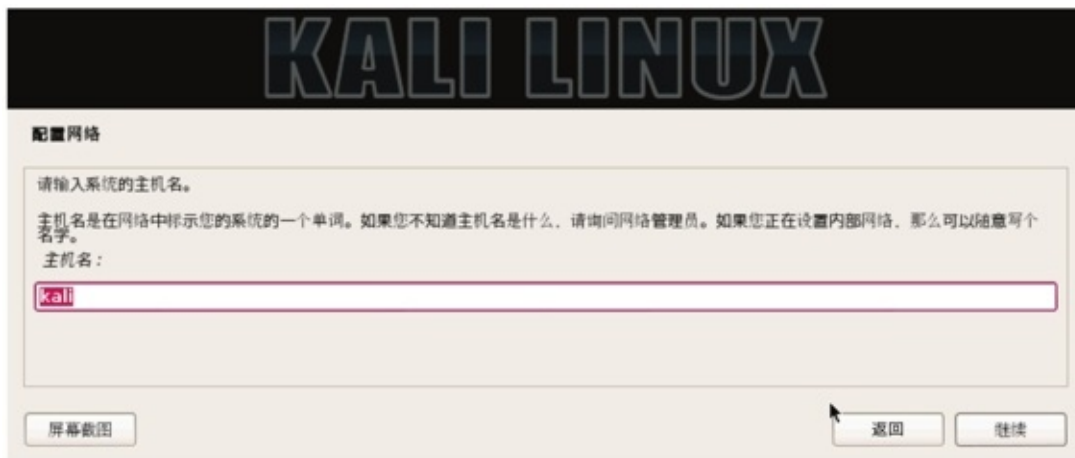 KALI LINUX
配置网络
请输入系统的主机名。
主机名是在网络中标示您的系统的一个单词。如果您不知道主机名是什么，请询问网络管理员。如果您正在设置内部网络，那么可以随意写个
名字。
主机名：
kali
屏幕截图
返回
继续